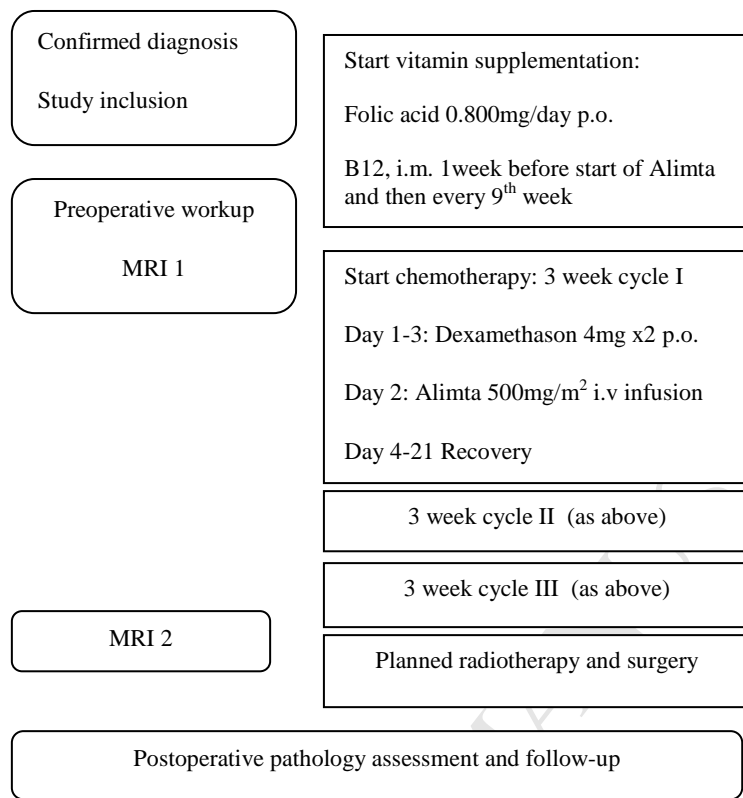 Confirmed diagnosis
Study inclusion
Start vitamin supplementation:
Folic acid 0.800mg/day p.o.
B12, i.m. 1week before start of Alimta
and then every 9th week
Preoperative workup
MRI 1
Start chemotherapy: 3 week cycle I
Day 1-3: Dexamethason 4mg x2 p.o.
Day 2: Alimta 500mg/m² i.v infusion
Day 4-21 Recovery
3 week cycle II (as above)
3 week cycle III (as above)
MRI 2
Planned radiotherapy and surgery
Postoperative pathology assessment and follow-up